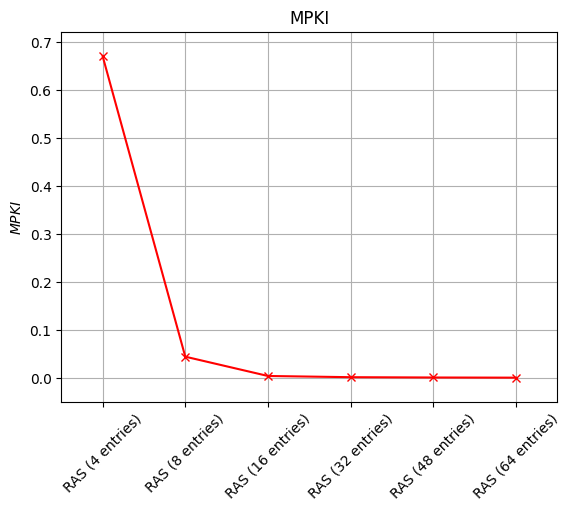 MPKI
MPKI
0.7
0.6
0.5
0.4
0.3
0.2
0.1
0.0
RAS (4 entries)
RAS (8 entries)
RAS (16 entries)
RAS (32 entries)
RAS (48 entries)
RAS (64 entries)